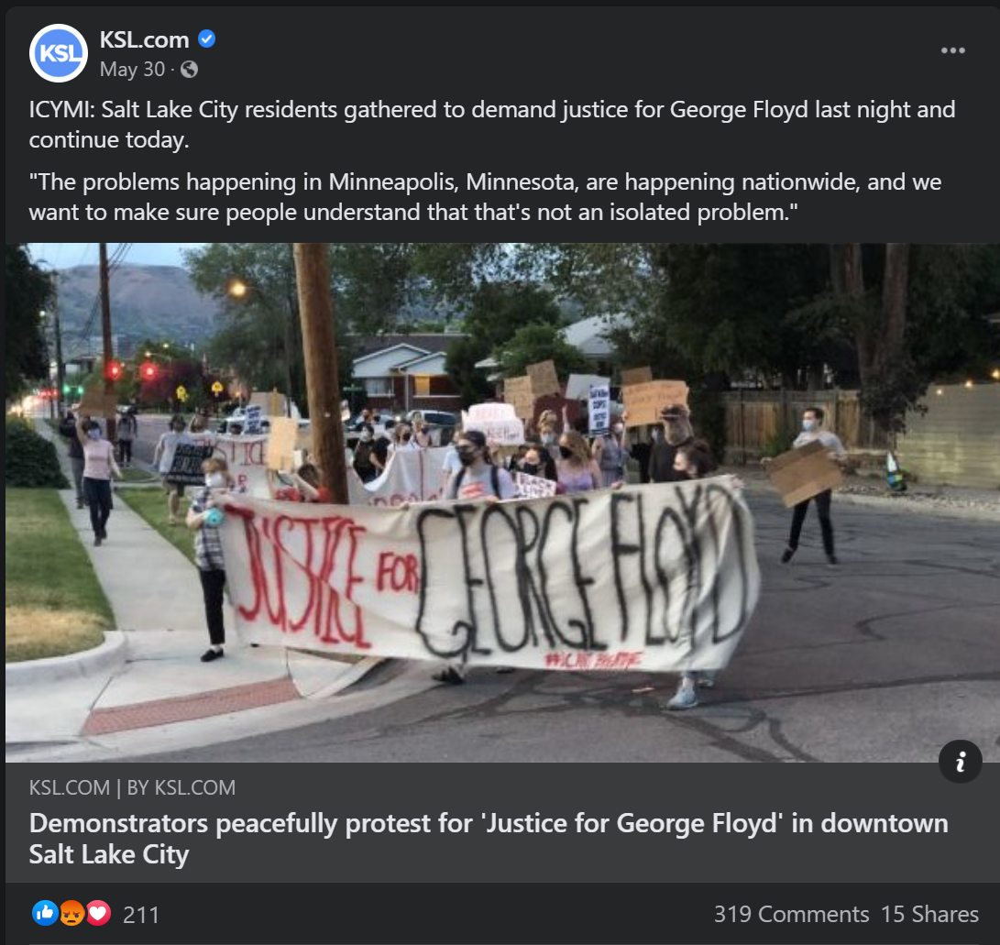 KSL
KSL.com
May 30 ·
ICYMI: Salt Lake City residents gathered to demand justice for George Floyd last night and
continue today.
"The problems happening in Minneapolis, Minnesota, are happening nationwide, and we
want to make sure people understand that that's not an isolated problem."
BLACK
JUSTICE FOR GEORGE FLOYD
KSL.COM | BY KSL.COM
Demonstrators peacefully protest for 'Justice for George Floyd' in downtown
Salt Lake City
211
319 Comments 15 Shares